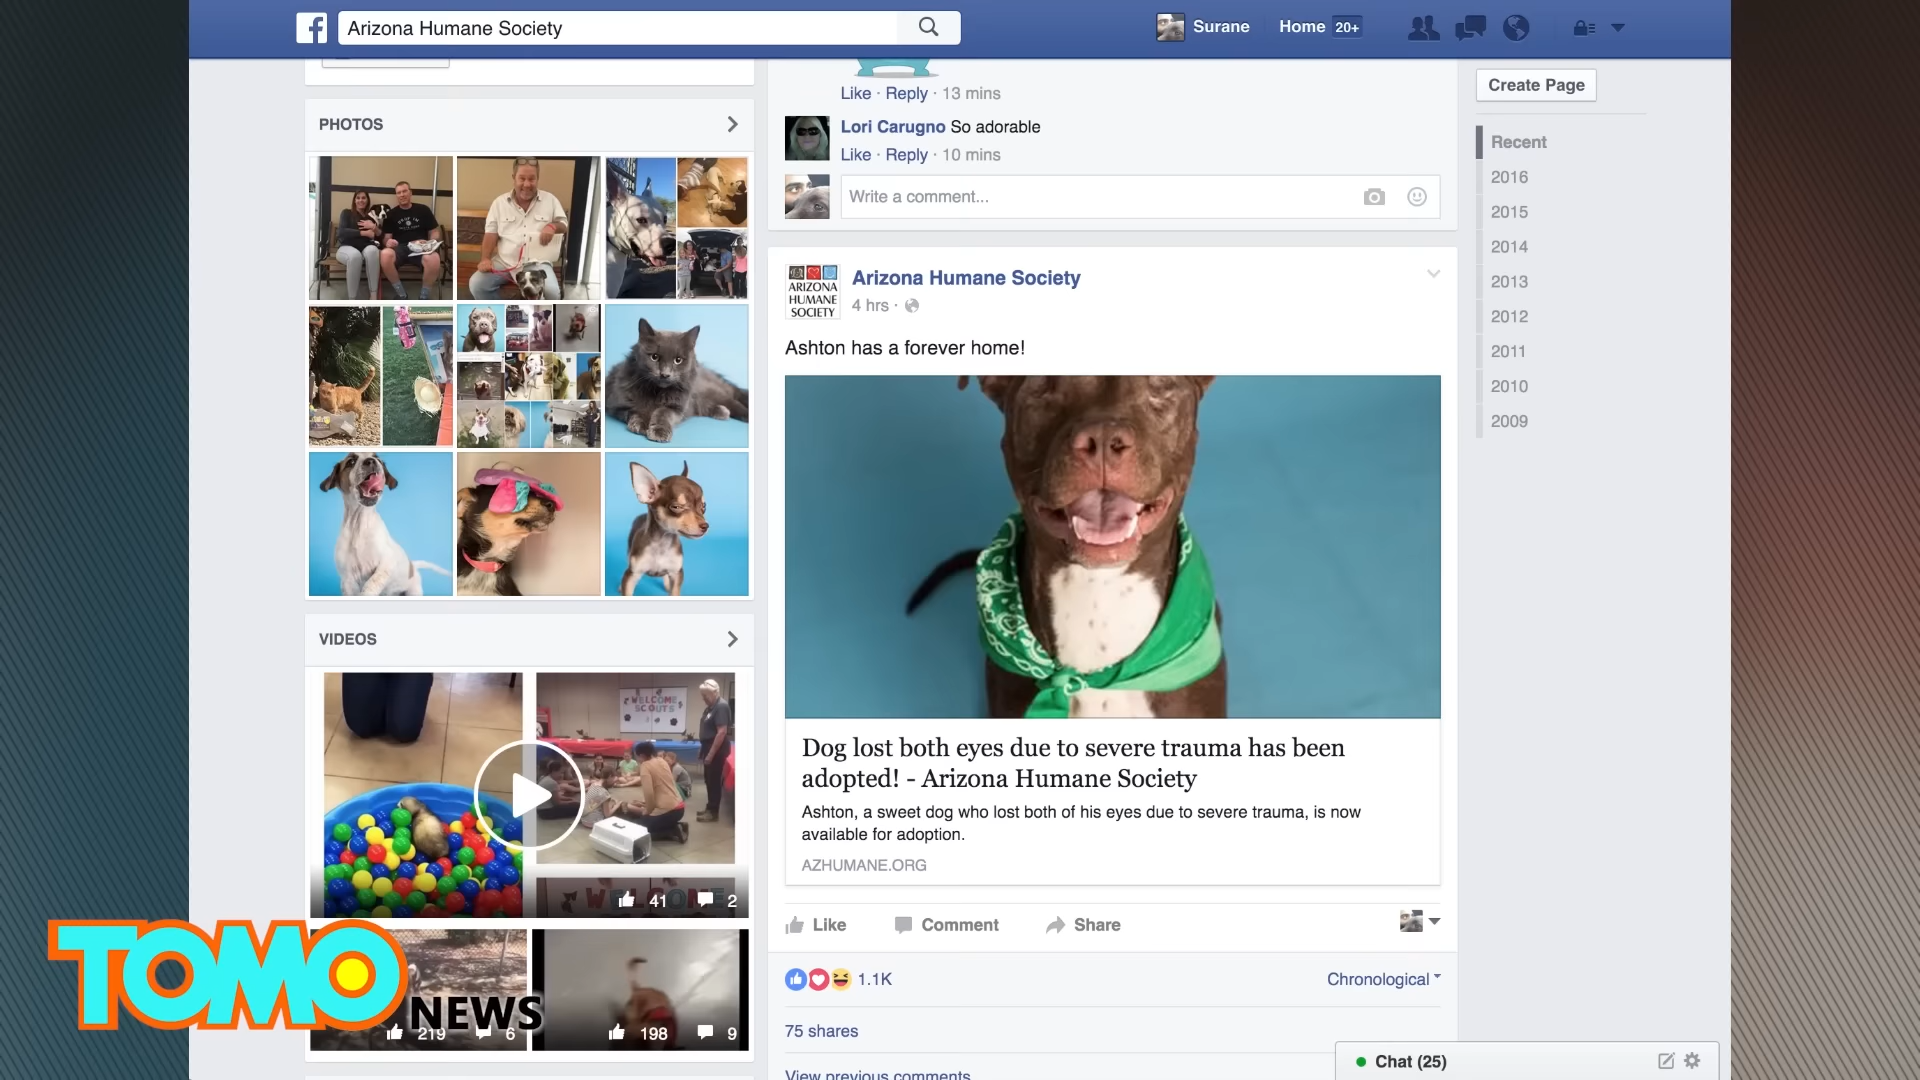 Arizona Humane Society
Surane
Home 20+
Create Page
Recent
2016
2015
2014
2013
2012
2011
2010
2009
PHOTOS
VIDEOS
WELCOME
SCOUTS
41 2
219 6
198 9
Like · Reply · 13 mins
Lori Carugno So adorable
Like · Reply · 10 mins
Write a comment...
ARIZONA
HUMANE
SOCIETY
Arizona Humane Society
4 hrs ·
Ashton has a forever home!
Dog lost both eyes due to severe trauma has been
adopted! - Arizona Humane Society
Ashton, a sweet dog who lost both of his eyes due to severe trauma, is now
available for adoption.
AZHUMANE.ORG
Like Comment Share
1.1K
Chronological
75 shares
View previous comments
Chat (25)
TOMO
NEWS